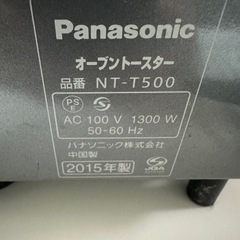 Panasonic
オーブントースター
品番 NT-T500
PS
E
AC 100 V 1300 W
50-60 Hz
パナソニック株式会社
中国製
2015年製
JQA